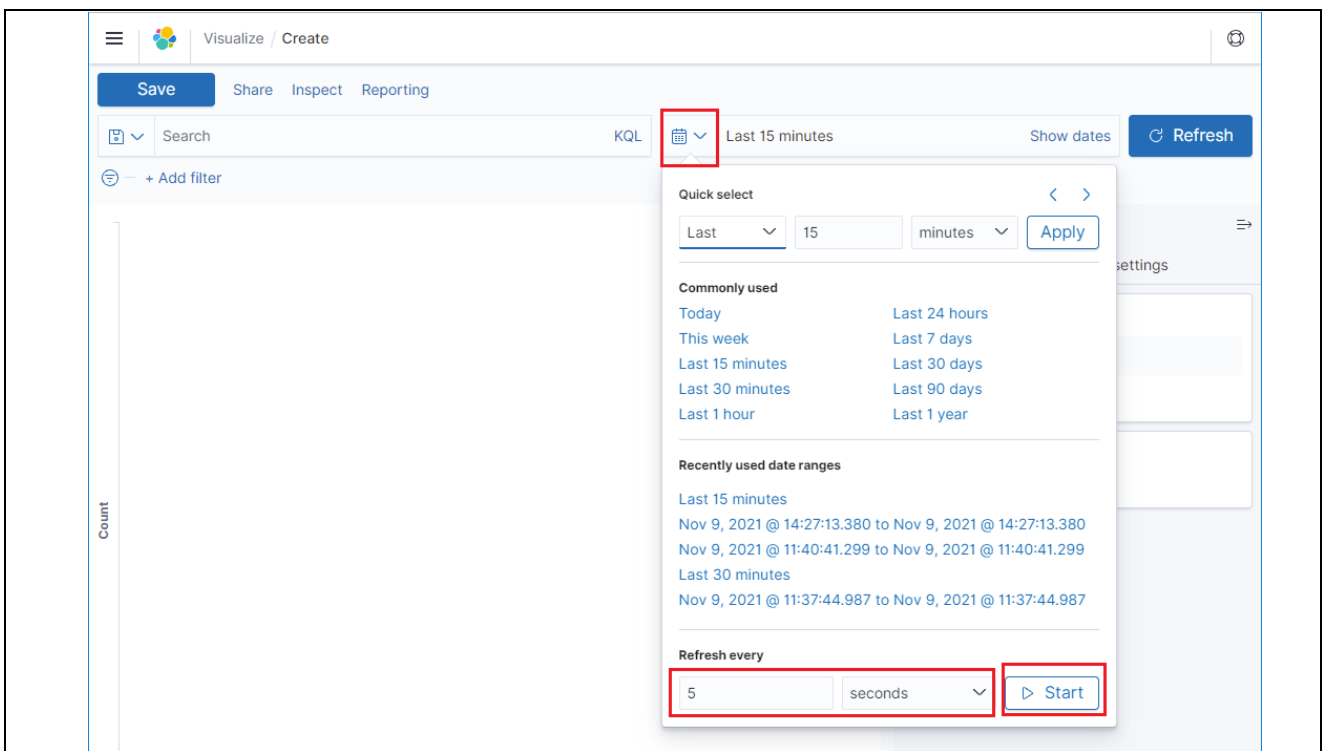 Visualize / Create
Save Share Inspect Reporting
Search KQL Last 15 minutes Show dates Refresh
+ Add filter
Quick select
Last 15 minutes Apply
settings
Commonly used
Today Last 24 hours
This week Last 7 days
Last 15 minutes Last 30 days
Last 30 minutes Last 90 days
Last 1 hour Last 1 year
Recently used date ranges
Last 15 minutes
Nov 9, 2021 @ 14:27:13.380 to Nov 9, 2021 @ 14:27:13.380
Nov 9, 2021 @ 11:40:41.299 to Nov 9, 2021 @ 11:40:41.299
Last 30 minutes
Nov 9, 2021 @ 11:37:44.987 to Nov 9, 2021 @ 11:37:44.987
Count
Refresh every
5 seconds Start